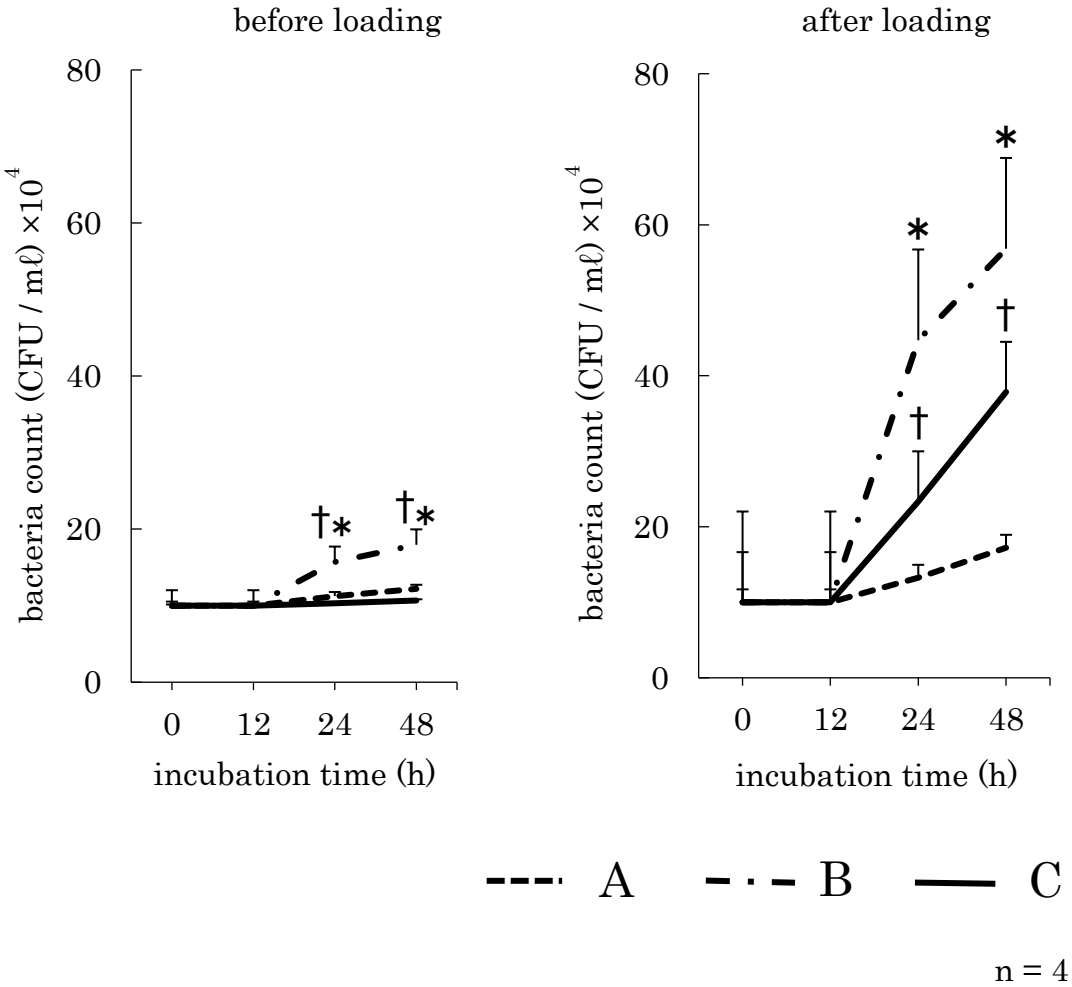 before loading
after loading
bacteria count (CFU / mℓ) ×10⁴
80
60
40
20
0
† *
† *
0 12 24 48
incubation time (h)
bacteria count (CFU / mℓ) ×10⁴
80
60
40
20
0
*
*
†
†
0 12 24 48
incubation time (h)
A B C
n = 4